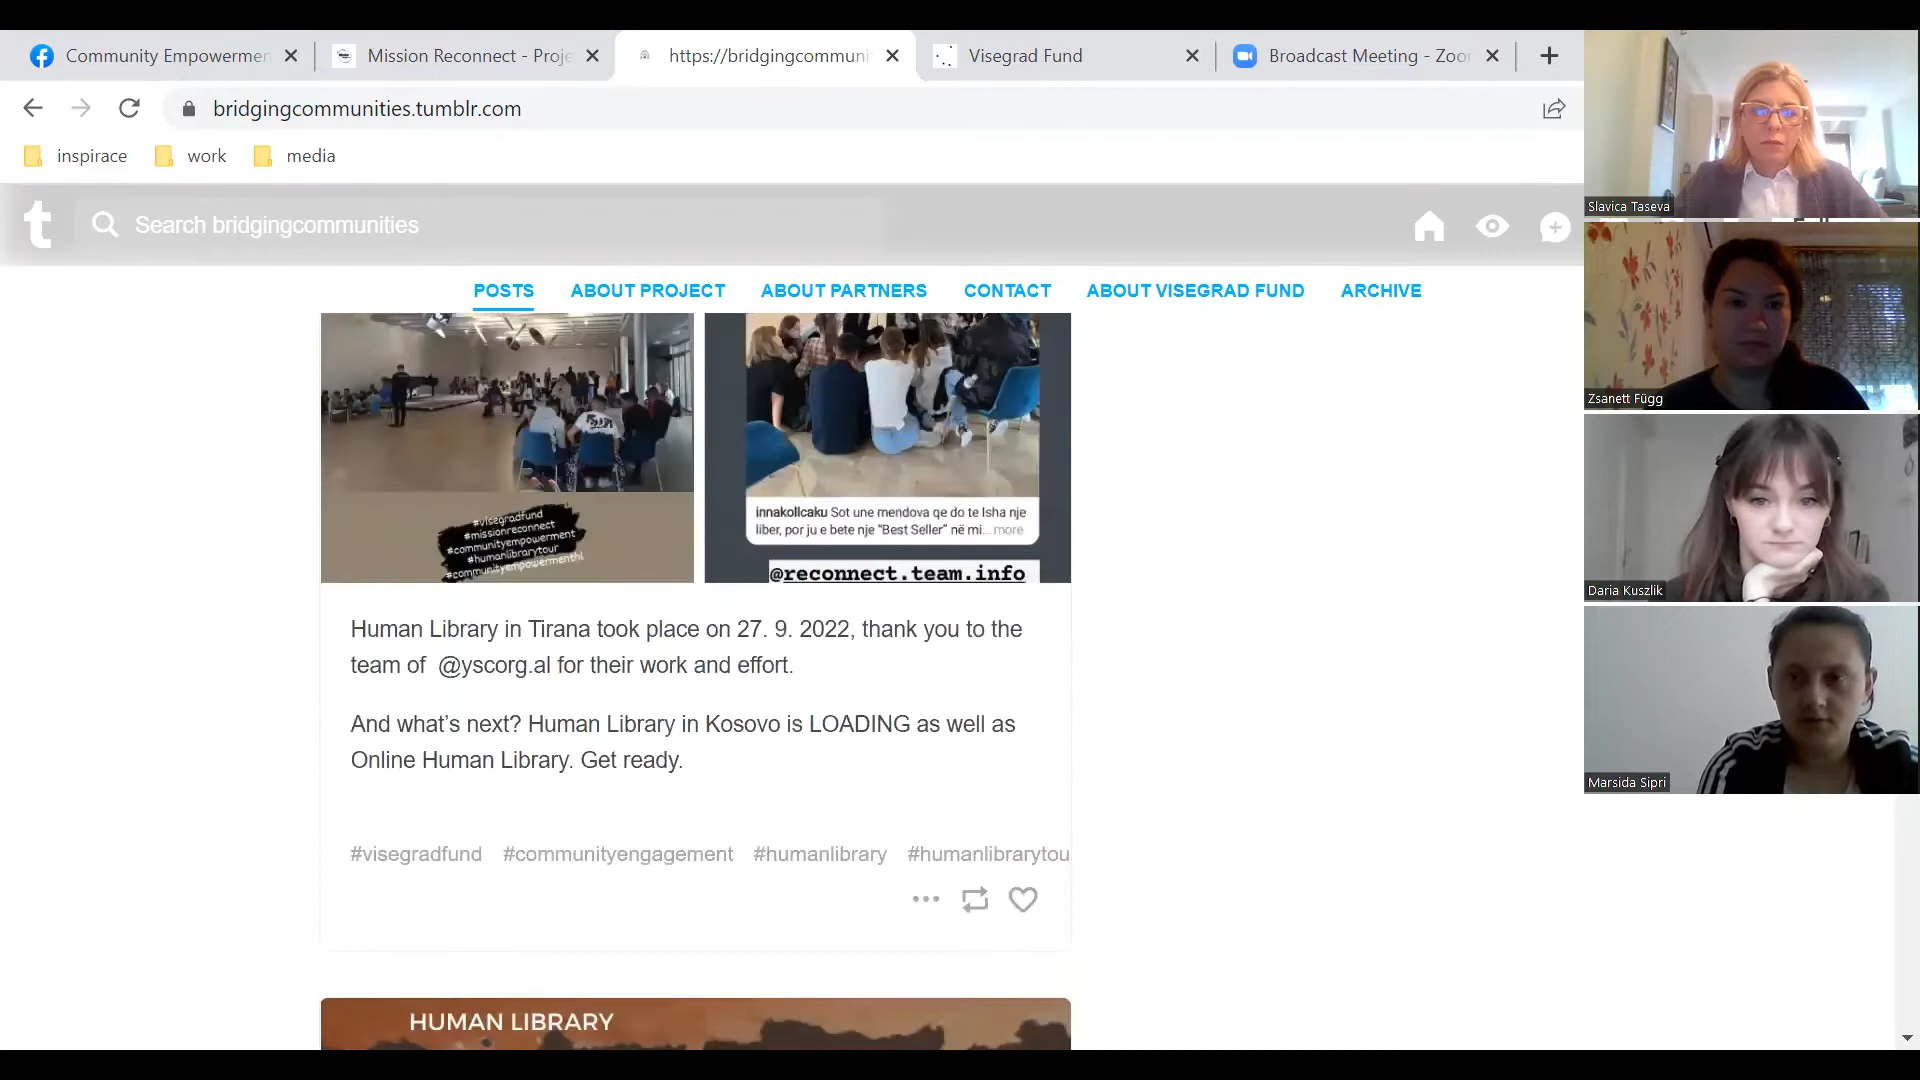 Community Empowermen
Mission Reconnect - Proje
https://bridgingcommuni
Visegrad Fund
Broadcast Meeting - Zoo
bridgingcommunities.tumblr.com
inspirace
work
media
t
Search bridgingcommunities
POSTS
ABOUT PROJECT
ABOUT PARTNERS
CONTACT
ABOUT VISEGRAD FUND
ARCHIVE
#visegradfund
#missionreconnect
#communityempowerment
#humanlibrarytour
#communityempowermenthl
innakollcaku Sot une mendova qe do te Isha nje
liber, por ju e bete nje "Best Seller" në mi... more
@reconnect.team.info
Human Library in Tirana took place on 27. 9. 2022, thank you to the
team of @yscorg.al for their work and effort.
And what's next? Human Library in Kosovo is LOADING as well as
Online Human Library. Get ready.
#visegradfund #communityengagement #humanlibrary #humanlibrarytou
HUMAN LIBRARY
Slavica Taseva
Zsanett Függ
Daria Kuszlik
Marsida Sipri